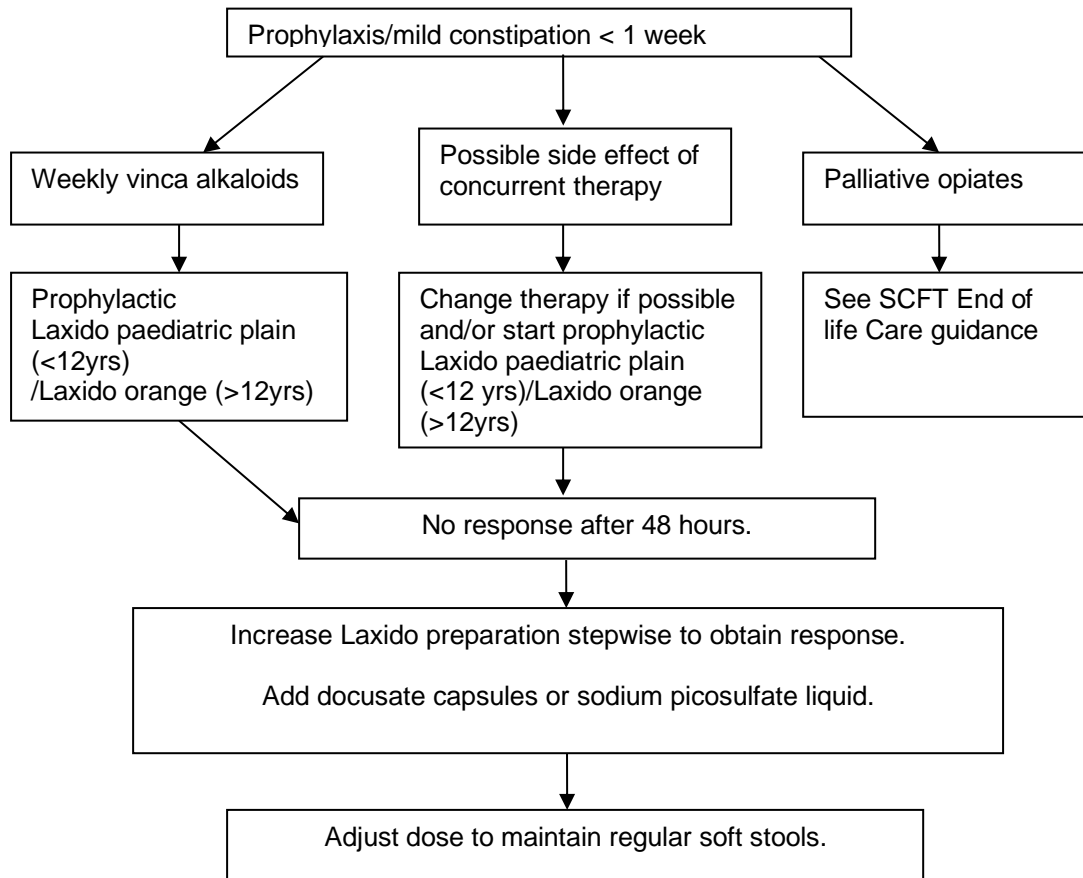 Prophylaxis/mild constipation < 1 week
Weekly vinca alkaloids
Possible side effect of
concurrent therapy
Palliative opiates
Prophylactic
Laxido paediatric plain
(<12yrs)
/Laxido orange (>12yrs)
Change therapy if possible
and/or start prophylactic
Laxido paediatric plain
(<12 yrs)/Laxido orange
(>12yrs)
See SCFT End of
life Care guidance
No response after 48 hours.
Increase Laxido preparation stepwise to obtain response.
Add docusate capsules or sodium picosulfate liquid.
Adjust dose to maintain regular soft stools.